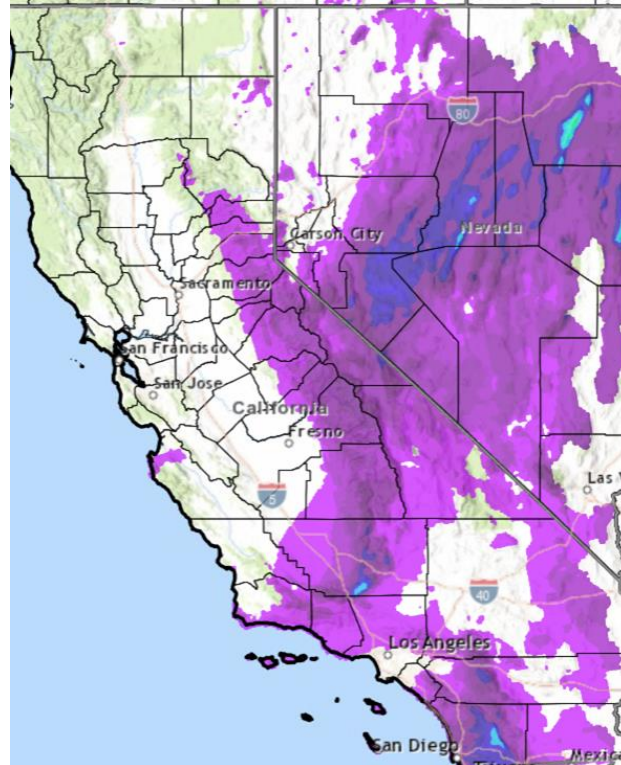 80
Carson City
Nevada
Sacramento
San Francisco
San Jose
California
Fresno
5
Las V
40
Los Angeles
San Diego
Mexic